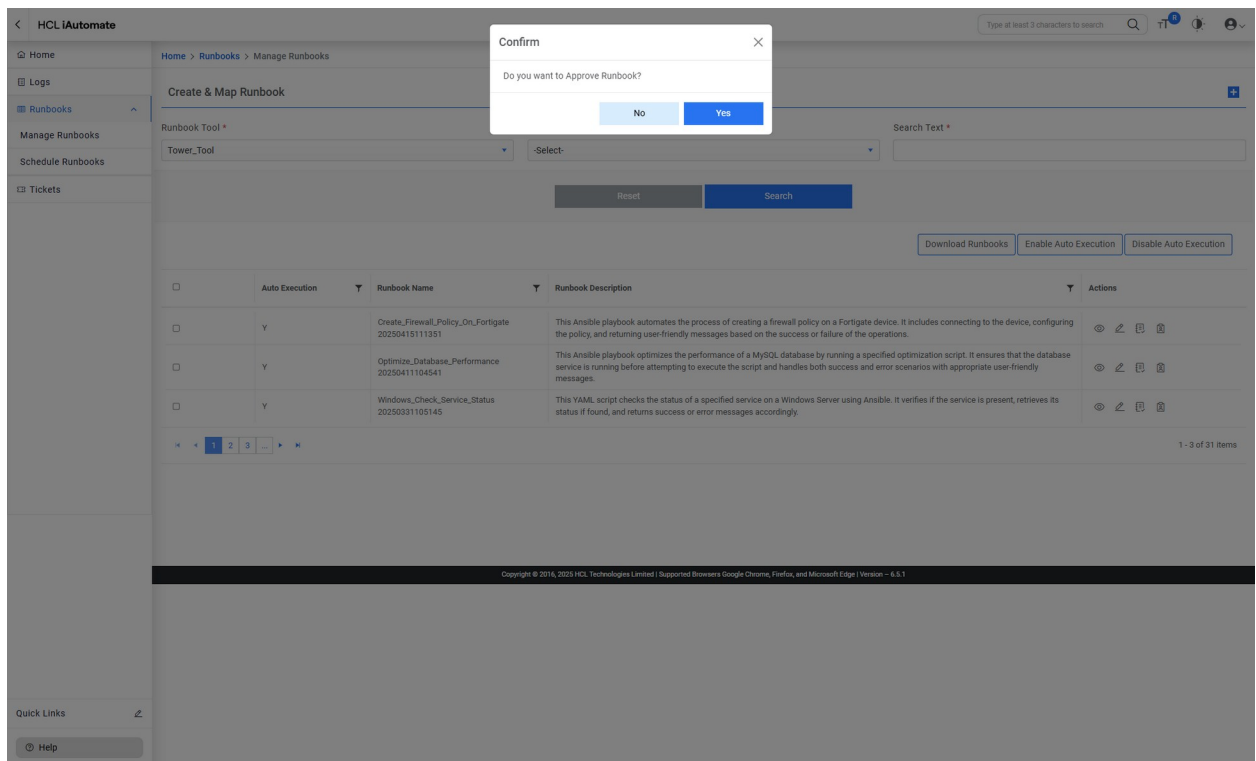 HCL iAutomate
Type at least 3 characters to search
R
Home
Logs
Runbooks
Manage Runbooks
Schedule Runbooks
Tickets
Quick Links
Help
Home > Runbooks > Manage Runbooks
Confirm
Do you want to Approve Runbook?
No
Yes
Create & Map Runbook
Runbook Tool *
Search Text *
Tower_Tool
-Select-
Reset
Search
Download Runbooks
Enable Auto Execution
Disable Auto Execution
Auto Execution
Runbook Name
Runbook Description
Actions
Y
Create_Firewall_Policy_On_Fortigate
20250415111351
This Ansible playbook automates the process of creating a firewall policy on a Fortigate device. It includes connecting to the device, configuring
the policy, and returning user-friendly messages based on the success or failure of the operations.
Y
Optimize_Database_Performance
20250411104541
This Ansible playbook optimizes the performance of a MySQL database by running a specified optimization script. It ensures that the database
service is running before attempting to execute the script and handles both success and error scenarios with appropriate user-friendly
messages.
Y
Windows_Check_Service_Status
20250331105145
This YAML script checks the status of a specified service on a Windows Server using Ansible. It verifies if the service is present, retrieves its
status if found, and returns success or error messages accordingly.
1 2 3 ...
1 - 3 of 31 items
Copyright © 2016, 2025 HCL Technologies Limited | Supported Browsers Google Chrome, Firefox, and Microsoft Edge | Version – 6.5.1